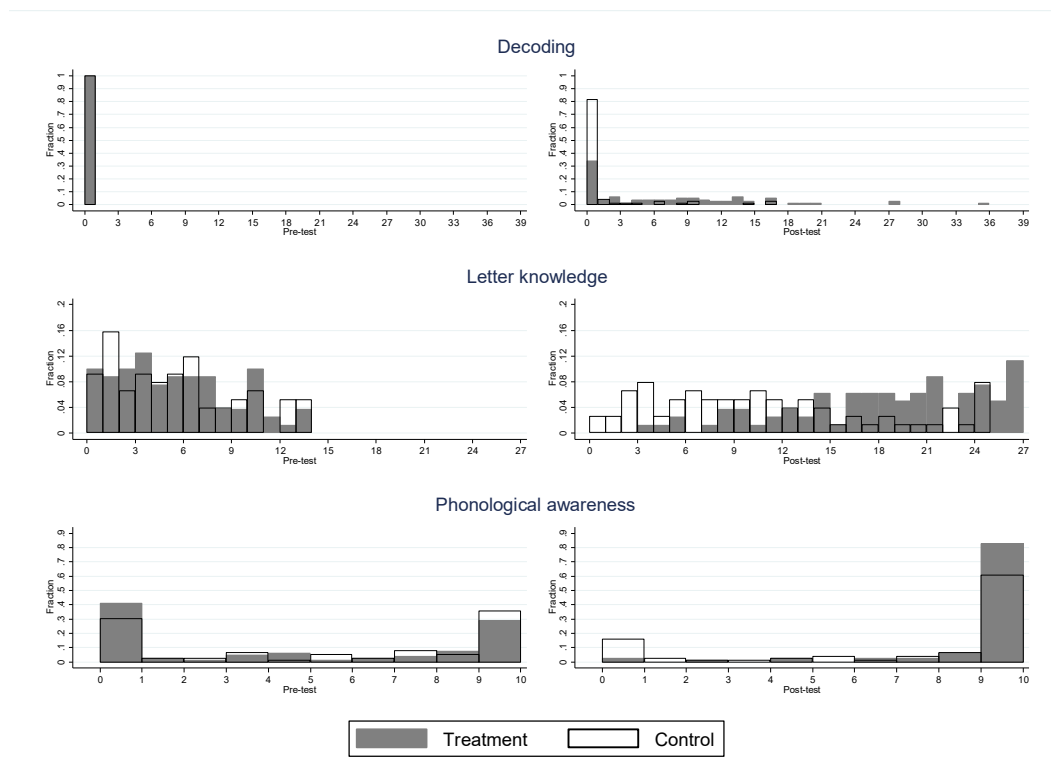 Decoding
Fraction
0 .1 .2 .3 .4 .5 .6 .7 .8 .9 1
0 3 6 9 12 15 18 21 24 27 30 33 36 39
Pre-test
Fraction
0 .1 .2 .3 .4 .5 .6 .7 .8 .9 1
0 3 6 9 12 15 18 21 24 27 30 33 36 39
Post-test
Letter knowledge
Fraction
0 .04 .08 .12 .16 .2
0 3 6 9 12 15 18 21 24 27
Pre-test
Fraction
0 .04 .08 .12 .16 .2
0 3 6 9 12 15 18 21 24 27
Post-test
Phonological awareness
Fraction
0 .1 .2 .3 .4 .5 .6 .7 .8 .9
0 1 2 3 4 5 6 7 8 9 10
Pre-test
Fraction
0 .1 .2 .3 .4 .5 .6 .7 .8 .9
0 1 2 3 4 5 6 7 8 9 10
Post-test
Treatment Control